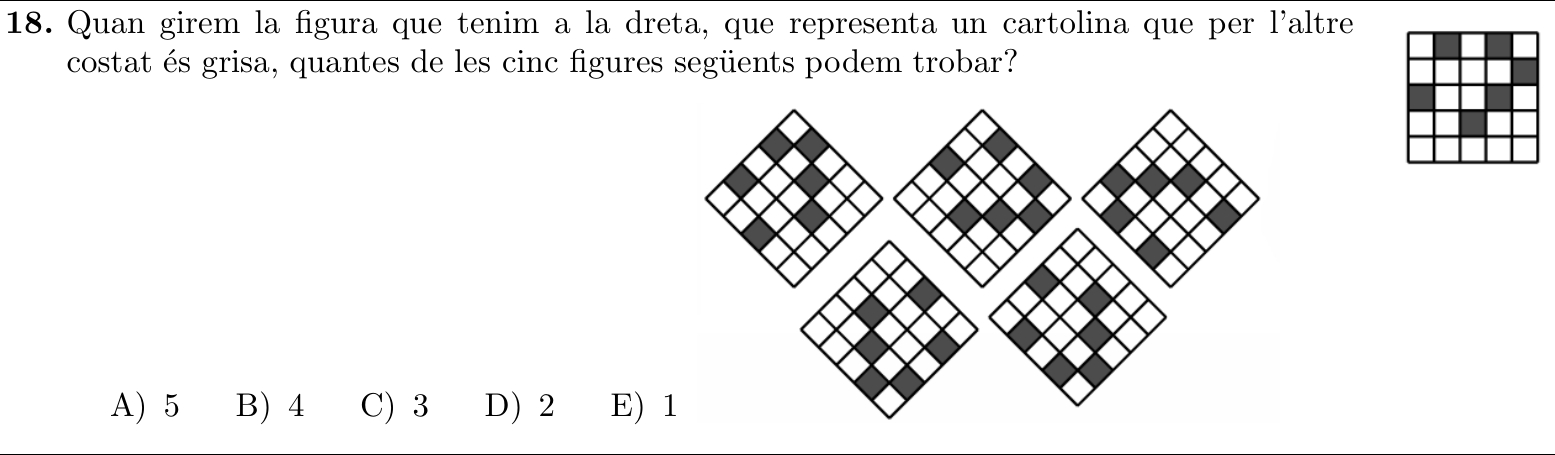 18. Quan girem la figura que tenim a la dreta, que representa un cartolina que per l'altre
costat és grisa, quantes de les cinc figures següents podem trobar?
A) 5 B) 4 C) 3 D) 2 E) 1